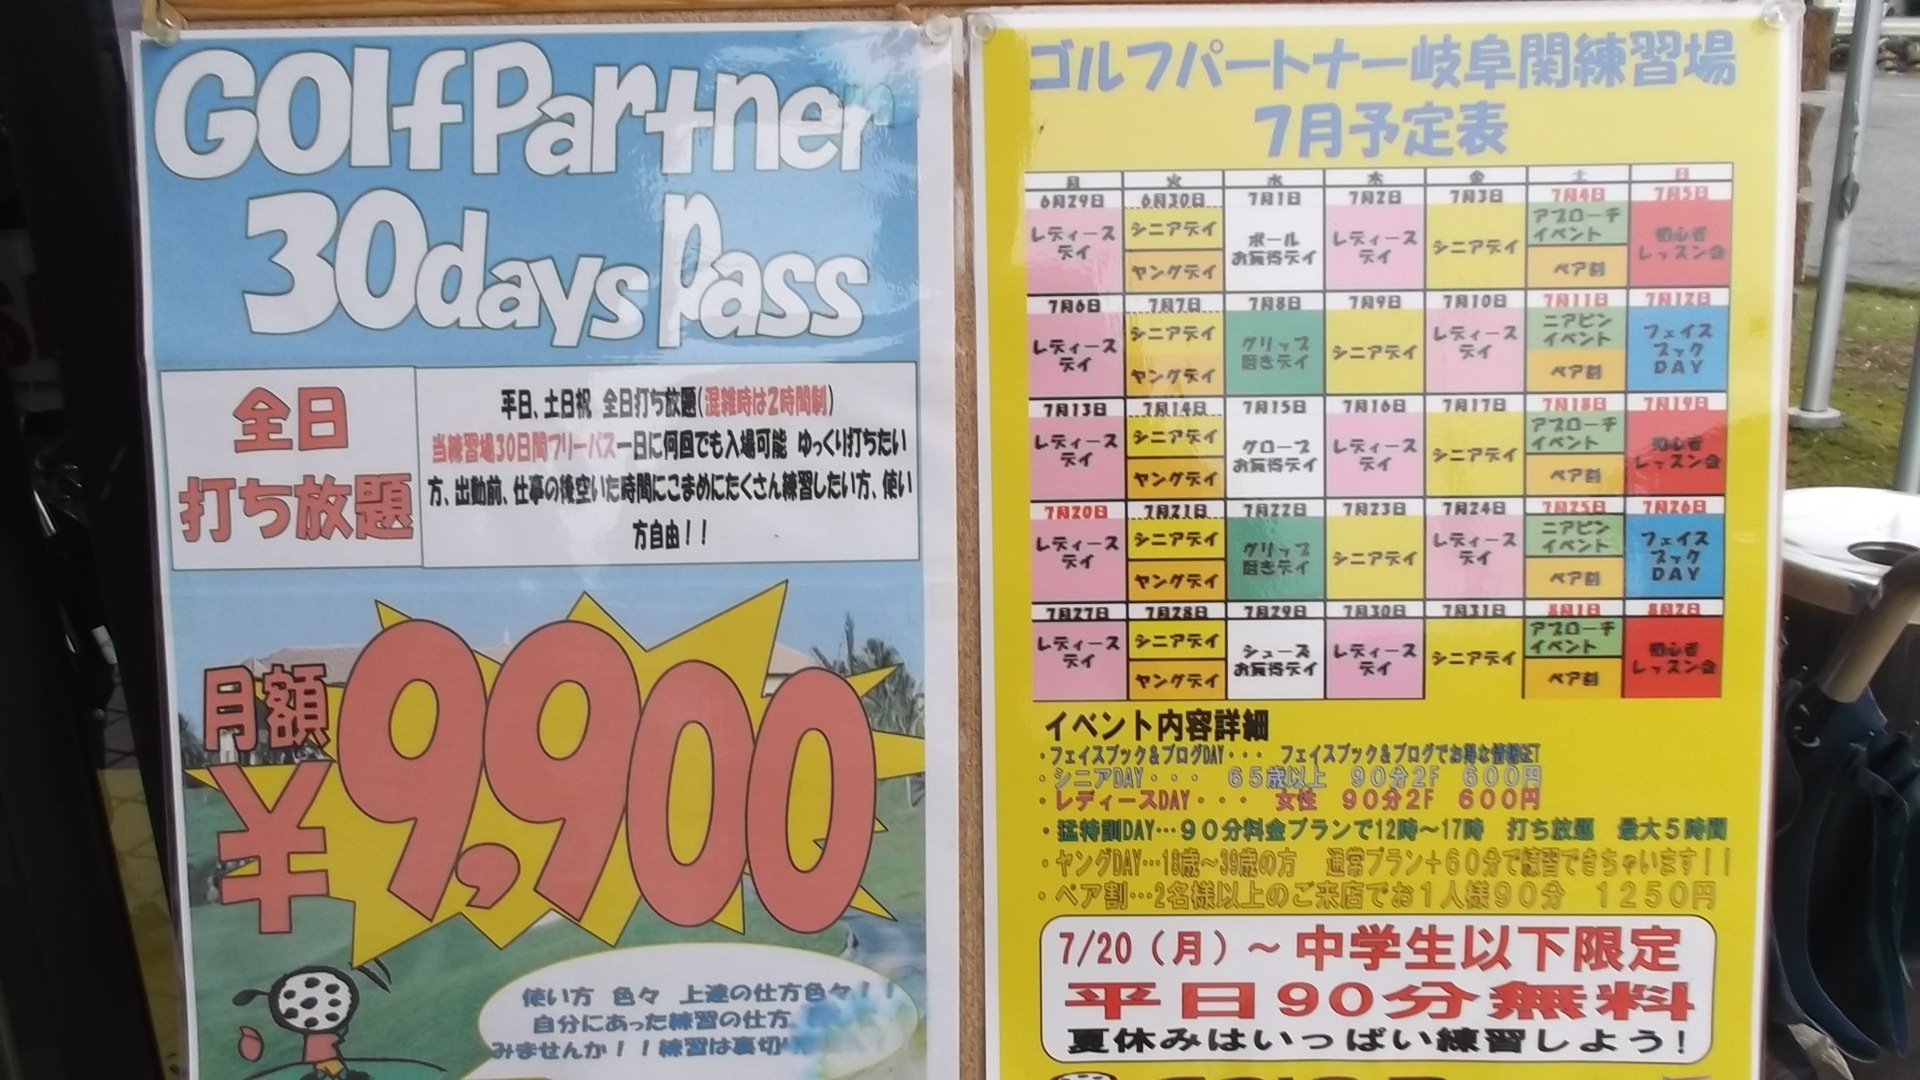 Golf Partner
30days Pass
全日
打ち放題
平日、土日祝 全日打ち放題(混雑時は2時間制)
当練習場30日間フリーパス一日に何回でも入場可能 ゆっくり打ちたい
方、出勤前、仕事の後空いた時間にこまめにたくさん練習したい方、使い
方自由！！
月額
¥9,900
使い方 色々 上達の仕方色々！！
自分にあった練習の仕方
みませんか！！練習は裏切
ゴルフパートナー岐阜関練習場
7月予定表
月 火 水 木 金 土 日
6月29日 6月30日 7月1日 7月2日 7月3日 7月4日 7月5日
レディースデイ シニアデイ ヤングデイ ボールお買得デイ レディースデイ シニアデイ アプローチイベント ペア割 初心者レッスン会
7月6日 7月7日 7月8日 7月9日 7月10日 7月11日 7月12日
レディースデイ シニアデイ ヤングデイ グリップ磨きデイ シニアデイ レディースデイ ニアピンイベント ペア割 フェイスブックDAY
7月13日 7月14日 7月15日 7月16日 7月17日 7月18日 7月19日
レディースデイ シニアデイ ヤングデイ グローブお買得デイ レディースデイ シニアデイ アプローチイベント ペア割 初心者レッスン会
7月20日 7月21日 7月22日 7月23日 7月24日 7月25日 7月26日
レディースデイ シニアデイ ヤングデイ グリップ磨きデイ シニアデイ レディースデイ ニアピンイベント ペア割 フェイスブックDAY
7月27日 7月28日 7月29日 7月30日 7月31日 8月1日 8月2日
レディースデイ シニアデイ ヤングデイ シューズお買得デイ レディースデイ シニアデイ アプローチイベント ペア割 初心者レッスン会
イベント内容詳細
・フェイスブック＆ブログDAY・・・ フェイスブック＆ブログでお得な情報GET
・シニアDAY・・・ 65歳以上 90分2F 600円
・レディースDAY・・・ 女性 90分2F 600円
・猛特訓DAY…90分料金プランで12時～17時 打ち放題 最大5時間
・ヤングDAY…18歳～39歳の方 通常プラン＋60分で練習できちゃいます！！
・ペア割…2名様以上のご来店でお1人様90分 1250円
7/20（月）～中学生以下限定
平日90分無料
夏休みはいっぱい練習しよう！